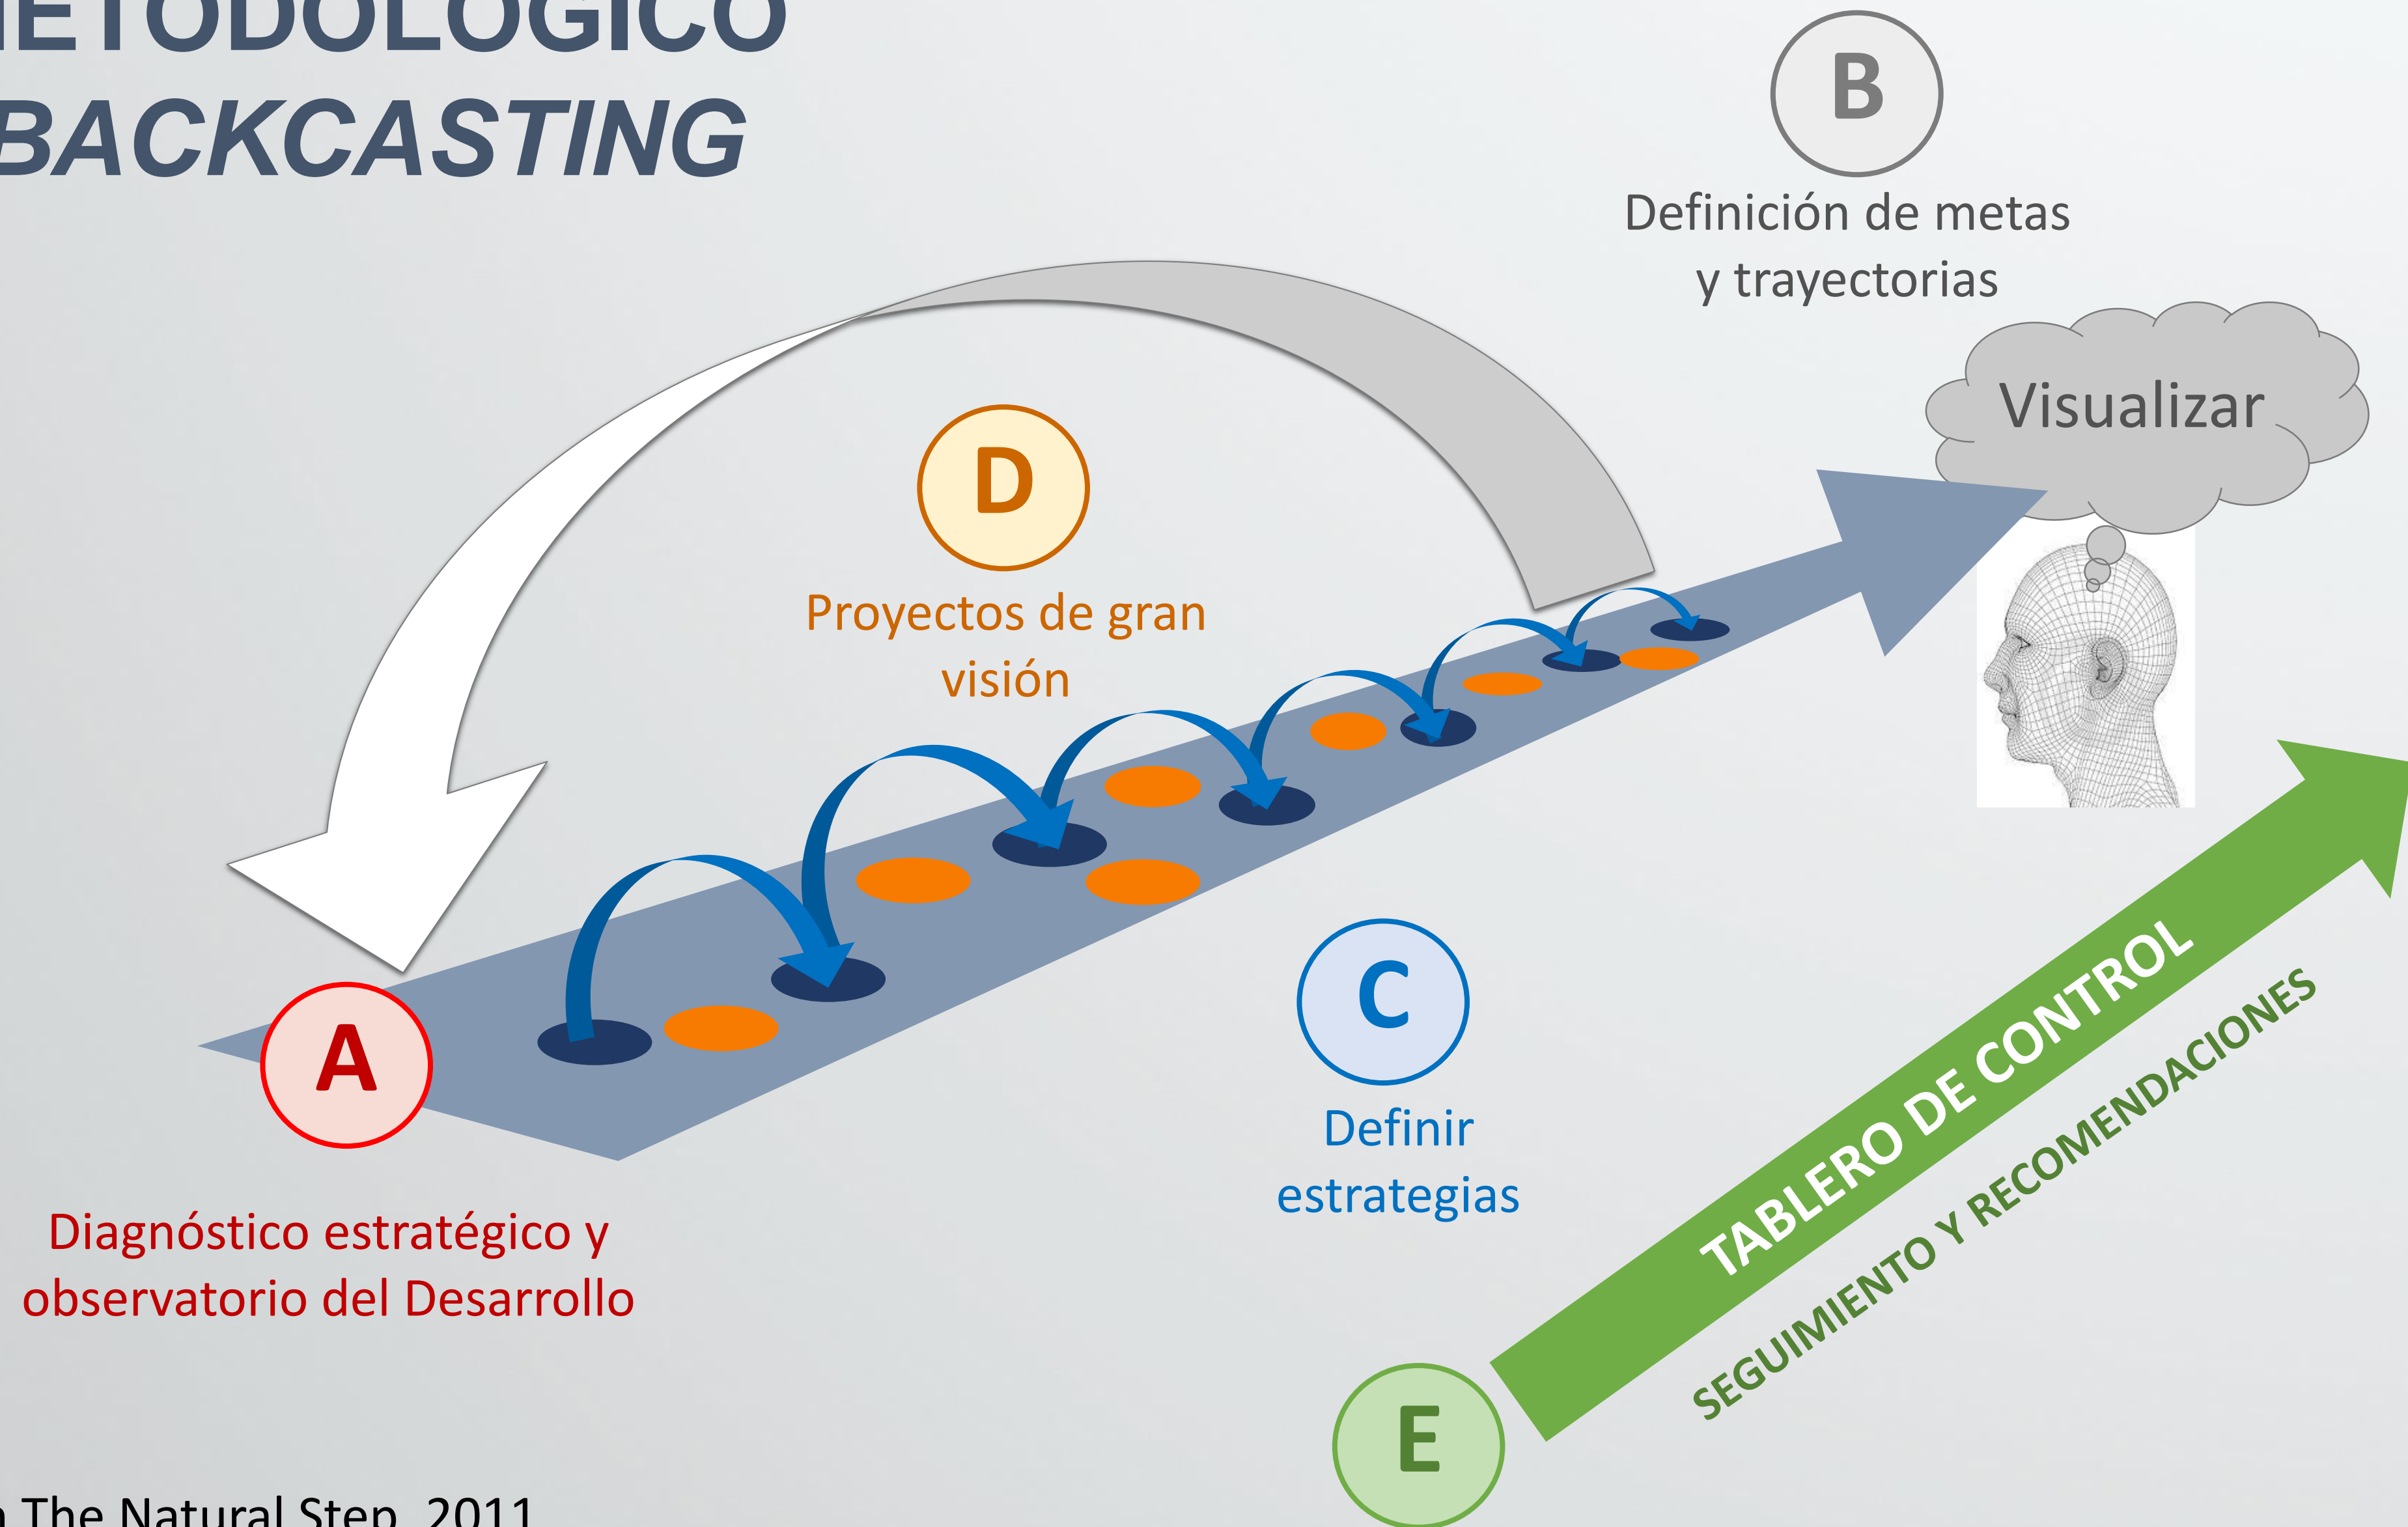 ETODOLÓGICO
BACKCASTING
B
Definición de metas
y trayectorias
Visualizar
D
Proyectos de gran
visión
A
Diagnóstico estratégico y
observatorio del Desarrollo
C
Definir
estrategias
TABLERO DE CONTROL
SEGUIMIENTO Y RECOMENDACIONES
E
The Natural Step, 2011